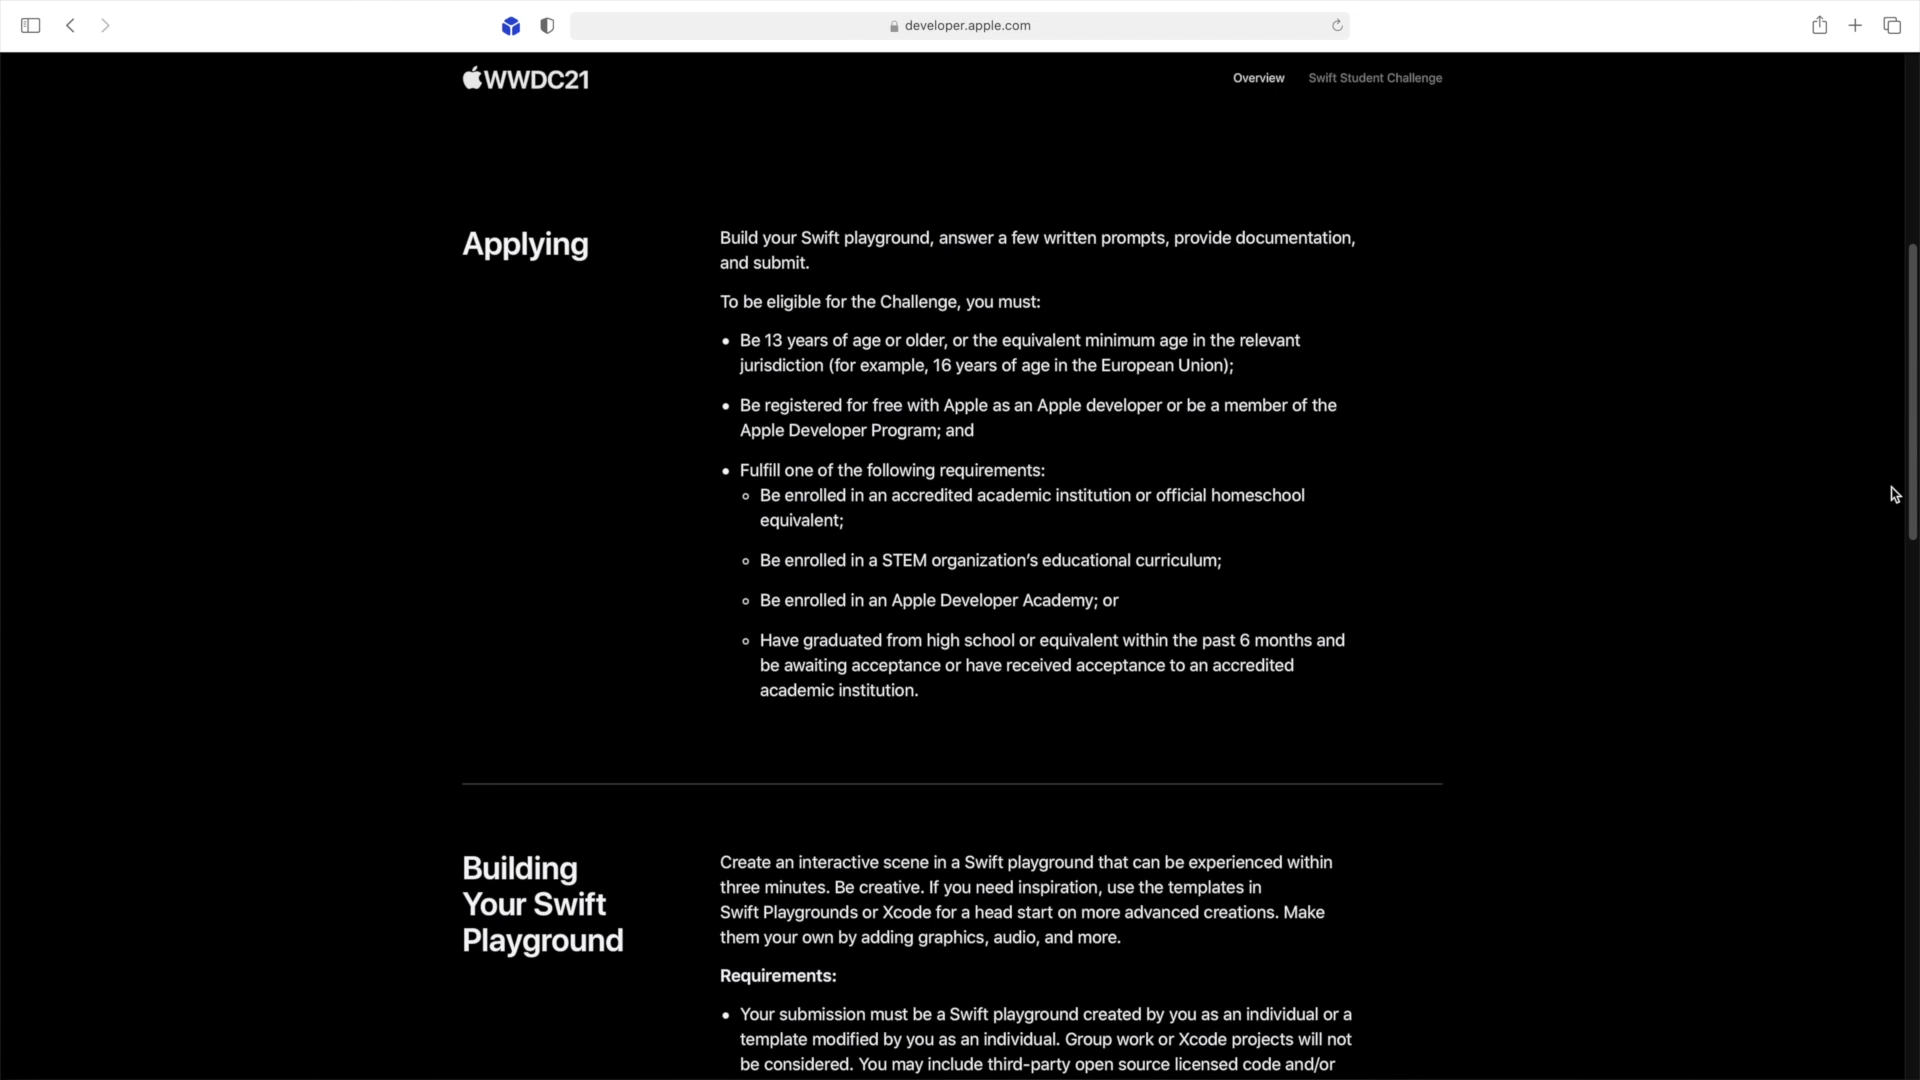 developer.apple.com
WWDC21
Overview
Swift Student Challenge
Applying
Build your Swift playground, answer a few written prompts, provide documentation,
and submit.
To be eligible for the Challenge, you must:
• Be 13 years of age or older, or the equivalent minimum age in the relevant
jurisdiction (for example, 16 years of age in the European Union);
• Be registered for free with Apple as an Apple developer or be a member of the
Apple Developer Program; and
• Fulfill one of the following requirements:
◦ Be enrolled in an accredited academic institution or official homeschool
equivalent;
◦ Be enrolled in a STEM organization’s educational curriculum;
◦ Be enrolled in an Apple Developer Academy; or
◦ Have graduated from high school or equivalent within the past 6 months and
be awaiting acceptance or have received acceptance to an accredited
academic institution.
Building
Your Swift
Playground
Create an interactive scene in a Swift playground that can be experienced within
three minutes. Be creative. If you need inspiration, use the templates in
Swift Playgrounds or Xcode for a head start on more advanced creations. Make
them your own by adding graphics, audio, and more.
Requirements:
• Your submission must be a Swift playground created by you as an individual or a
template modified by you as an individual. Group work or Xcode projects will not
be considered. You may include third-party open source licensed code and/or